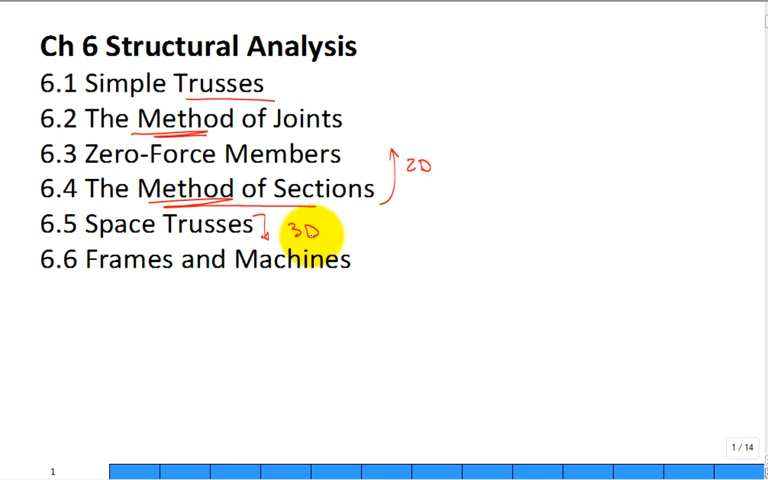 Ch 6 Structural Analysis
6.1 Simple Trusses
6.2 The Method of Joints
6.3 Zero-Force Members
2D
6.4 The Method of Sections
6.5 Space Trusses
3D
6.6 Frames and Machines
1 / 14
1